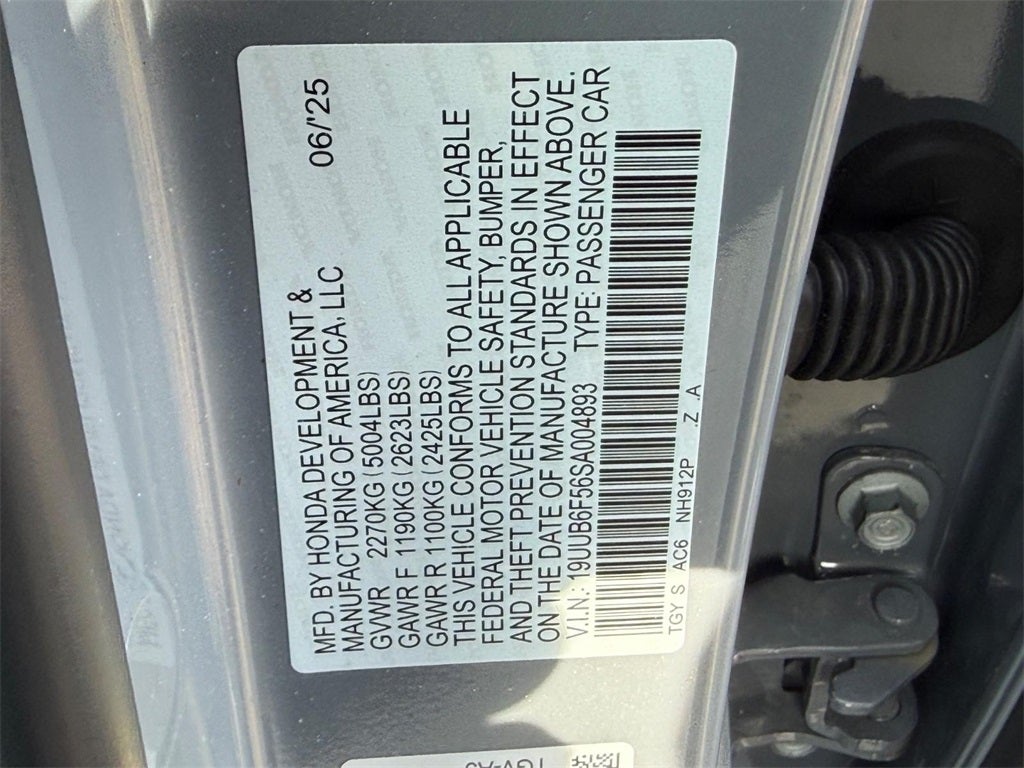 MFD. BY HONDA DEVELOPMENT & 06/'25
MANUFACTURING OF AMERICA, LLC
GVWR 2270KG (5004LBS)
GAWR F 1190KG (2623LBS)
GAWR R 1100KG (2425LBS)
THIS VEHICLE CONFORMS TO ALL APPLICABLE
FEDERAL MOTOR VEHICLE SAFETY, BUMPER,
AND THEFT PREVENTION STANDARDS IN EFFECT
ON THE DATE OF MANUFACTURE SHOWN ABOVE.
V.I.N.: 19UUB6F56SA004893 TYPE: PASSENGER CAR
TGY S AC6 NH912P Z .A